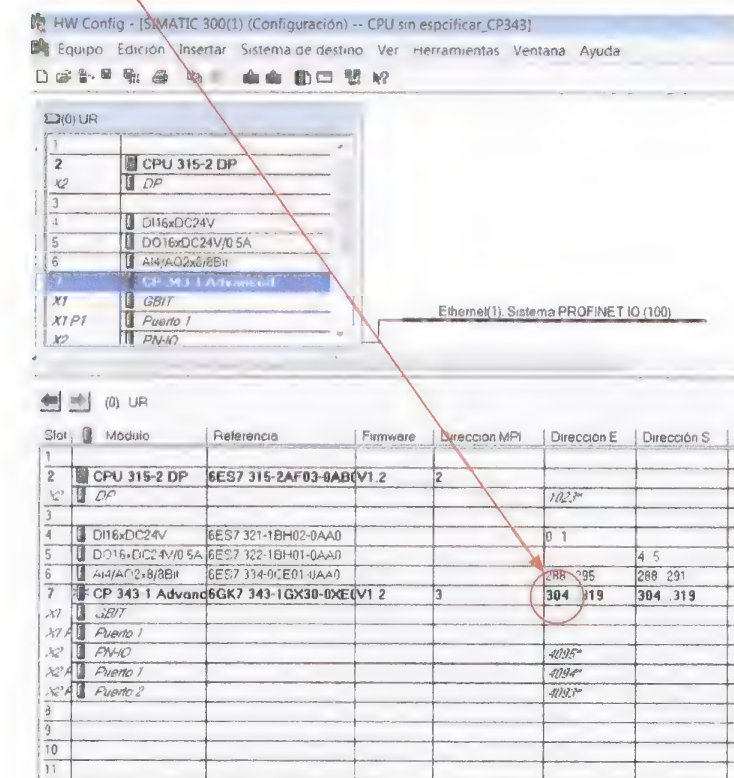 HW Config - [SIMATIC 300(1) (Configuración) -- CPU sin espcificar_CP343]
Equipo Edición Insertar Sistema de destino Ver Herramientas Ventana Ayuda
(0) UR
1
2 CPU 315-2 DP
X2 DP
3
4 DI16xDC24V
5 DO16xDC24V/0.5A
6 AI4/AO2x8/8Bit
7 CP 343-1 Advanced
X1 GBIT
X1 P1 Puerto 1
X2 PN-IO
Ethernet(1). Sistema PROFINET IO (100)
(0) UR
Slot Módulo Referencia Firmware Dirección MPI Dirección E Dirección S
1
2 CPU 315-2 DP 6ES7 315-2AF03-0AB0 V1.2 2
X2 DP 1023*
3
4 DI16xDC24V 6ES7 321-1BH02-0AA0 0 1
5 DO16xDC24V/0.5A 6ES7 322-1BH01-0AA0 4 5
6 AI4/AO2x8/8Bit 6ES7 334-0CE01-0AA0 288 295 288 291
7 CP 343-1 Advanc 6GK7 343-1GX30-0XE0 V1.2 3 304 319 304 .319
X1 GBIT
X1 P Puerto 1
X2 PN-IO 4095*
X2 P Puerto 1 4094*
X2 P Puerto 2 4093*
8
9
10
11